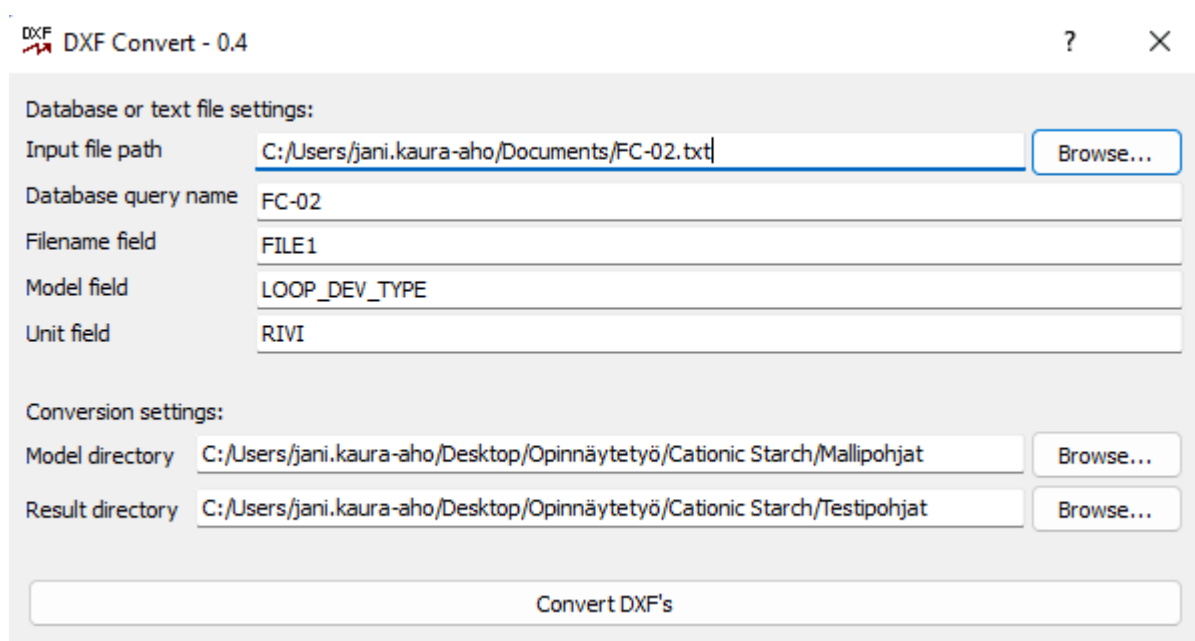 DXF DXF Convert - 0.4 ?
Database or text file settings:
Input file path C:/Users/jani.kaura-aho/Documents/FC-02.txt Browse...
Database query name FC-02
Filename field FILE1
Model field LOOP_DEV_TYPE
Unit field RIVI
Conversion settings:
Model directory C:/Users/jani.kaura-aho/Desktop/Opinnäytetyö/Cationic Starch/Mallipohjat Browse...
Result directory C:/Users/jani.kaura-aho/Desktop/Opinnäytetyö/Cationic Starch/Testipohjat Browse...
Convert DXF's